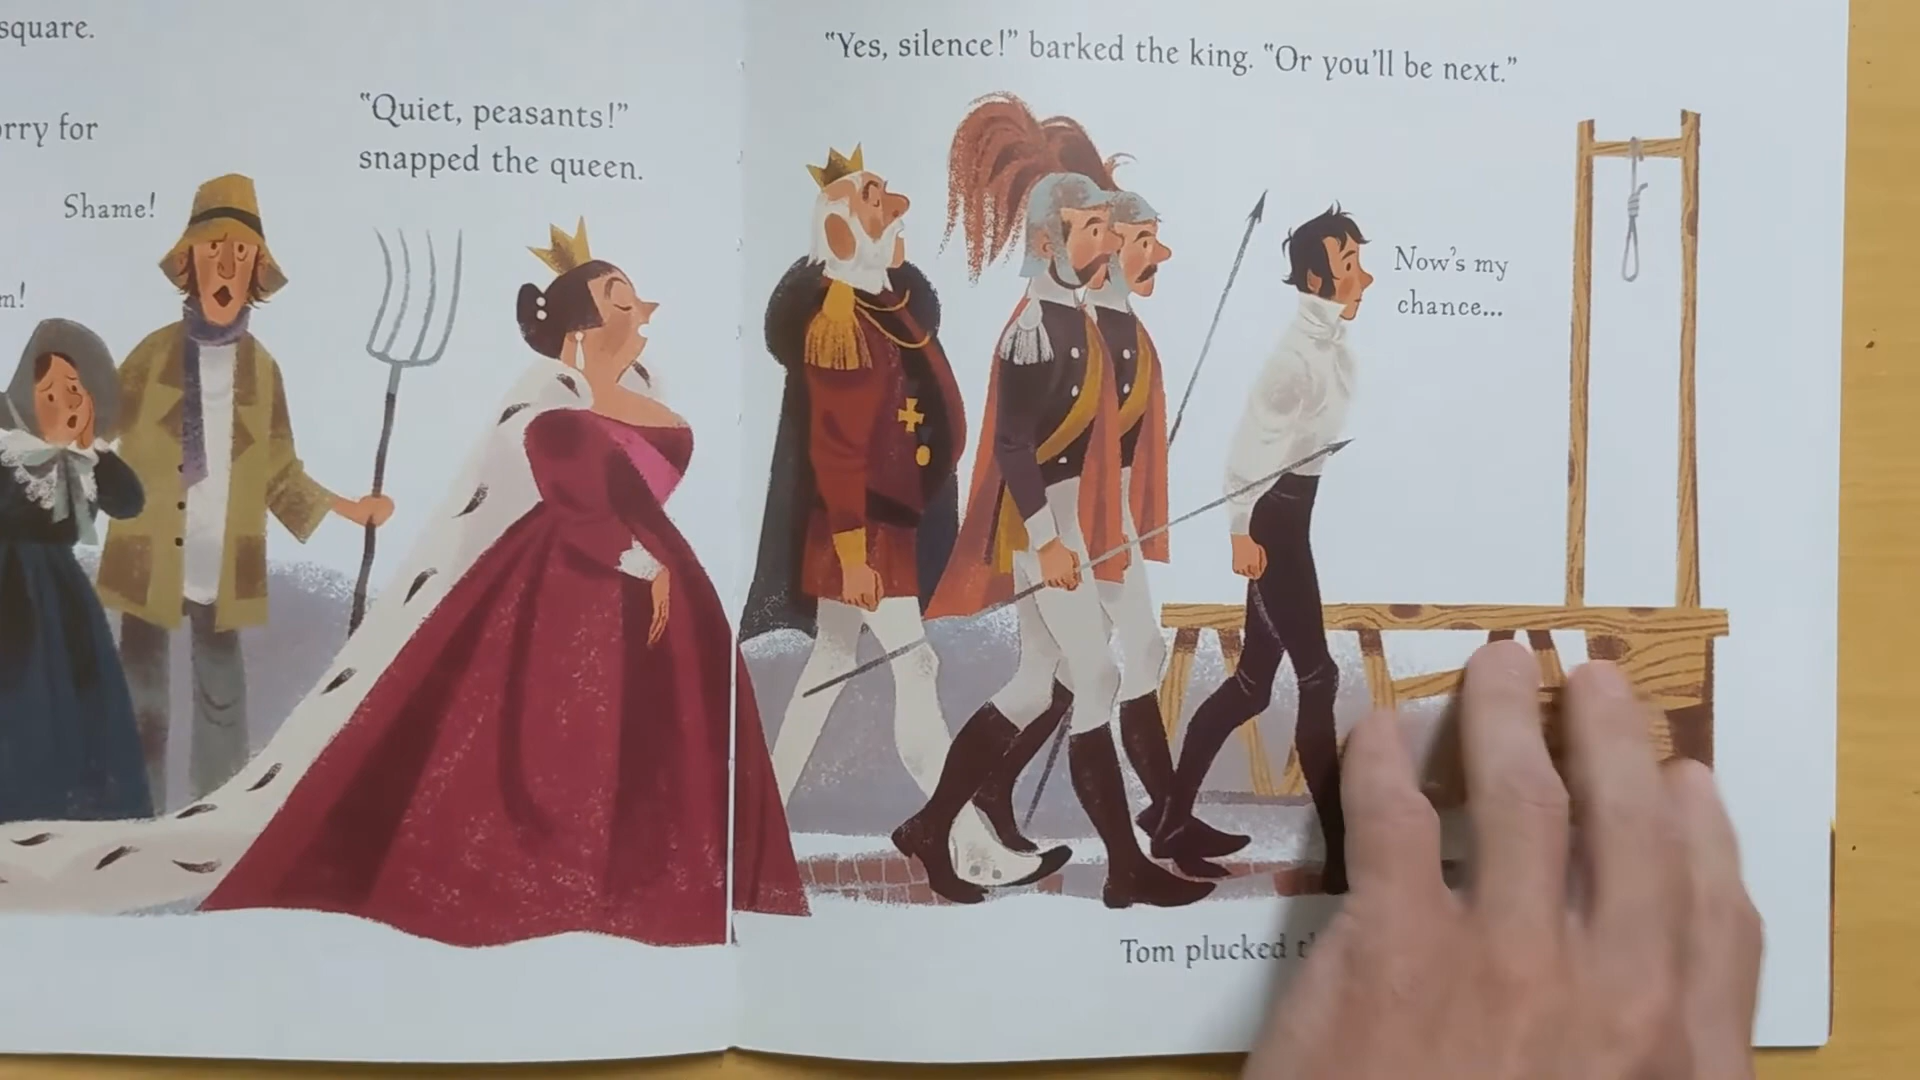 square.
for
Shame!
"Quiet, peasants!"
snapped the queen.
"Yes, silence!" barked the king. "Or you'll be next."
Now's my
chance...
Tom plucked